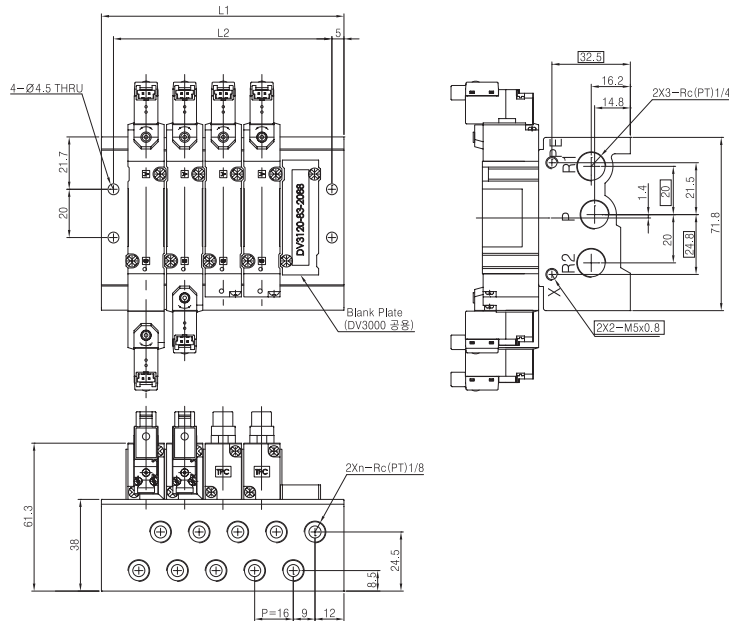 L1
L2
5
4-Ø4.5 THRU
21.7
20
DV3120-83-2088
Blank Plate
(DV3000 공용)
32.5
16.2
14.8
2X3-Rc(PT)1/4
PE
R1
P
R2
X
1.4
20
20
21.5
24.8
71.8
2X2-M5x0.8
TPC
TPC
2Xn-Rc(PT)1/8
61.3
38
24.5
8.5
P=16
9
12